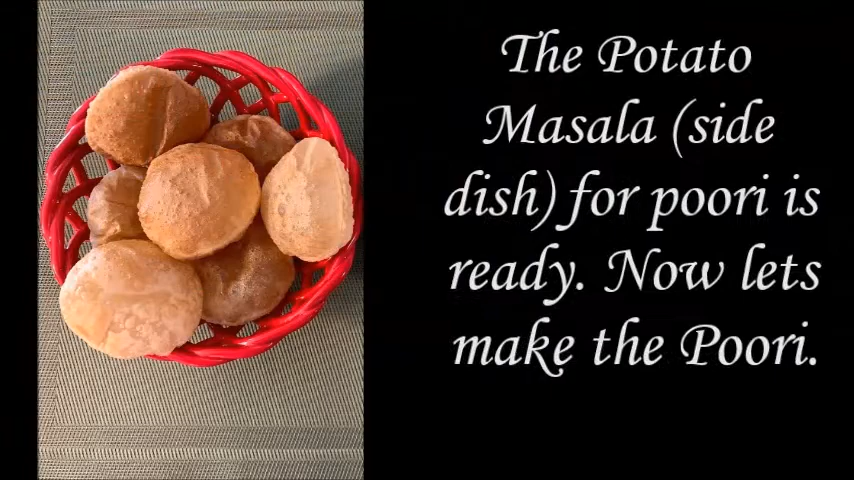 The Potato
Masala (side
dish) for poori is
ready. Now lets
make the Poori.